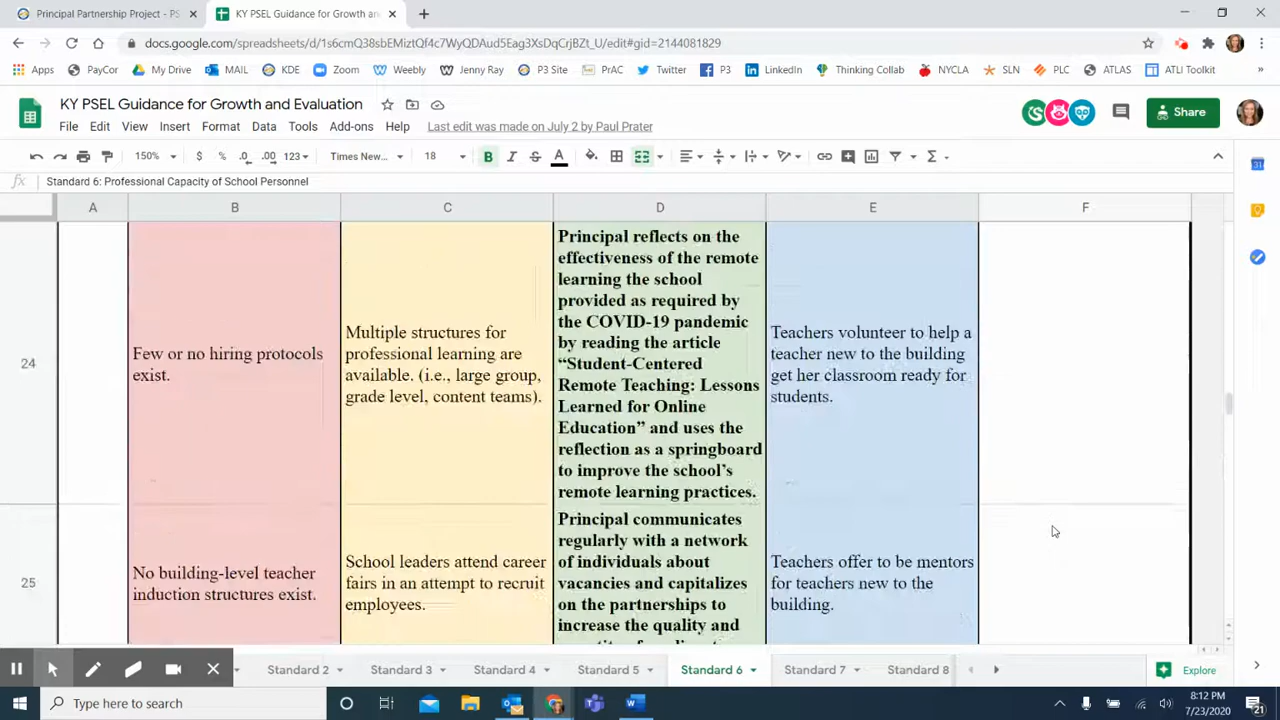 Principal Partnership Project - PS
KY PSEL Guidance for Growth an
docs.google.com/spreadsheets/d/1s6cmQ38sbEMiztQf4c7WyQDAud5Eag3XsDqCrjBZt_U/edit#gid=2144081829
Apps PayCor My Drive MAIL KDE Zoom Weebly Jenny Ray P3 Site PrAC Twitter P3 LinkedIn Thinking Collab NYCLA SLN PLC ATLAS ATLI Toolkit »
KY PSEL Guidance for Growth and Evaluation
Share
File Edit View Insert Format Data Tools Add-ons Help Last edit was made on July 2 by Paul Prater
150% $ % .0 .00 123 Times New... 18 B I S A Σ
fx Standard 6: Professional Capacity of School Personnel
A B C D E F
24
Few or no hiring protocols
exist.
Multiple structures for
professional learning are
available. (i.e., large group,
grade level, content teams).
Principal reflects on the
effectiveness of the remote
learning the school
provided as required by
the COVID-19 pandemic
by reading the article
“Student-Centered
Remote Teaching: Lessons
Learned for Online
Education” and uses the
reflection as a springboard
to improve the school’s
remote learning practices.
Teachers volunteer to help a
teacher new to the building
get her classroom ready for
students.
25
No building-level teacher
induction structures exist.
School leaders attend career
fairs in an attempt to recruit
employees.
Principal communicates
regularly with a network
of individuals about
vacancies and capitalizes
on the partnerships to
increase the quality and
Teachers offer to be mentors
for teachers new to the
building.
Standard 2 Standard 3 Standard 4 Standard 5 Standard 6 Standard 7 Standard 8 Explore
Type here to search
8:12 PM
7/23/2020
21